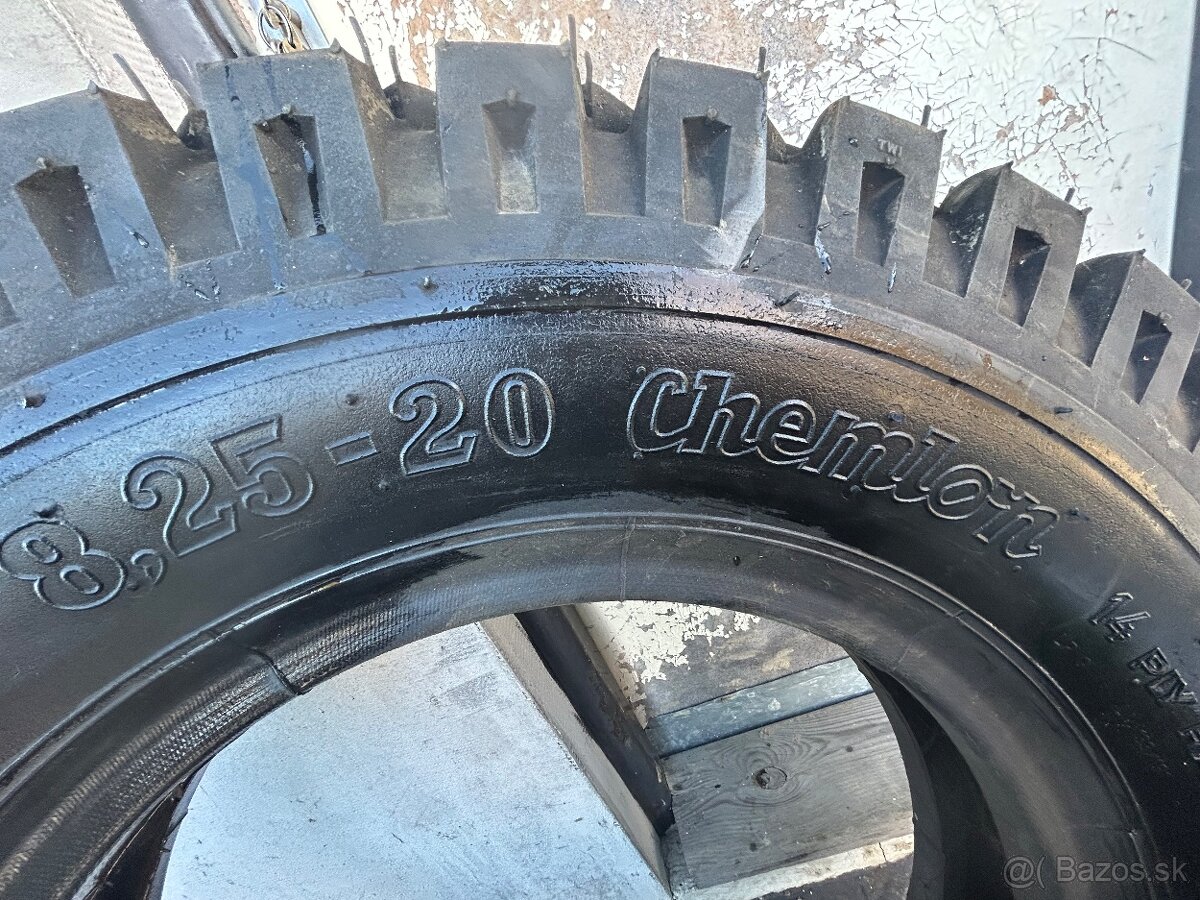 TWI
8,25-20 Chemlon
14 PLY
@( Bazos.sk